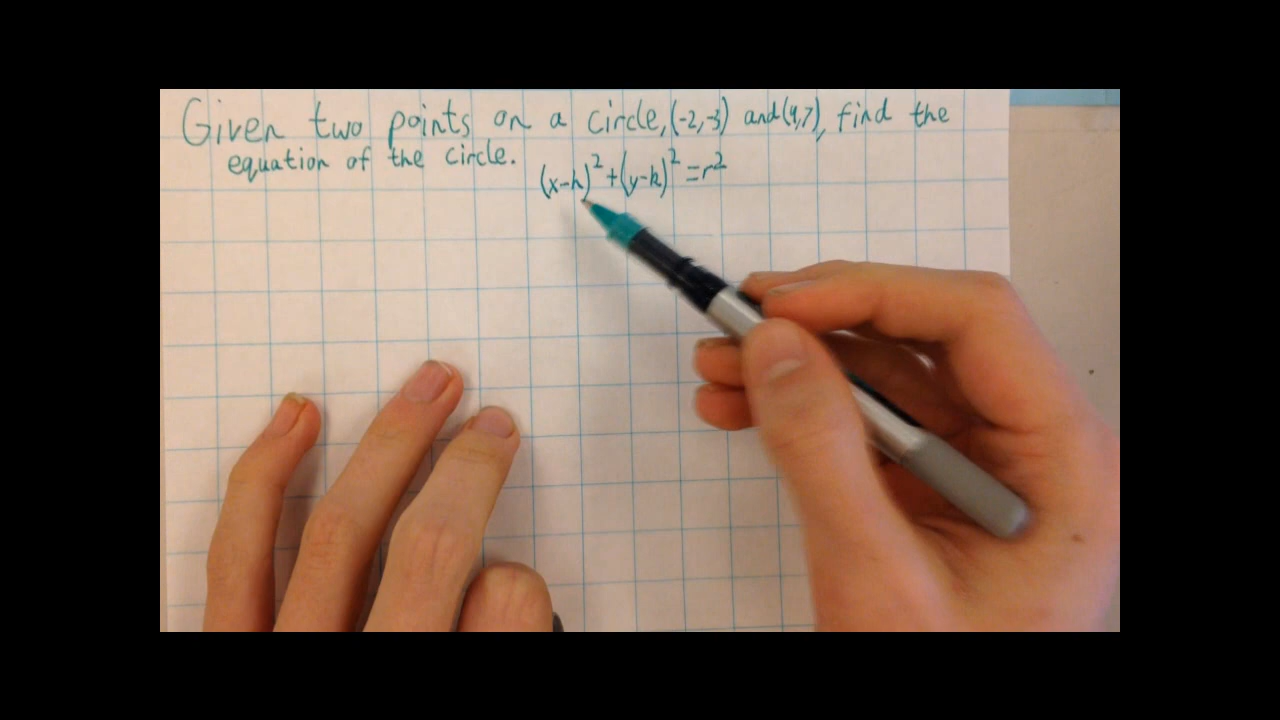 Given two points on a circle, (-2,-3) and (4,7), find the
equation of the circle.
(x-h)²+(y-k)²=r²